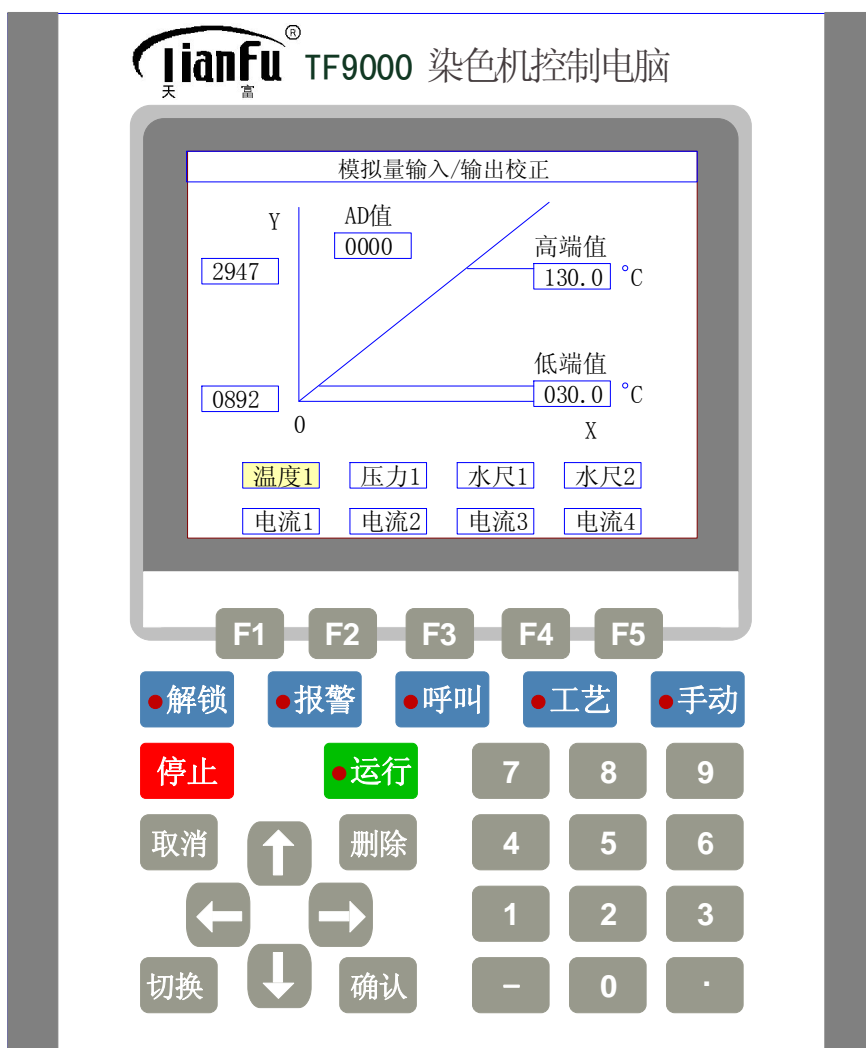 TianFu®
天富
TF9000 染色机控制电脑
模拟量输入/输出校正
Y
AD值
0000
高端值
2947
130.0 °C
低端值
0892
030.0 °C
0
X
温度1 压力1 水尺1 水尺2
电流1 电流2 电流3 电流4
F1 F2 F3 F4 F5
解锁 报警 呼叫 工艺 手动
停止 运行 7 8 9
取消 删除 4 5 6
1 2 3
切换 确认 – 0 ·